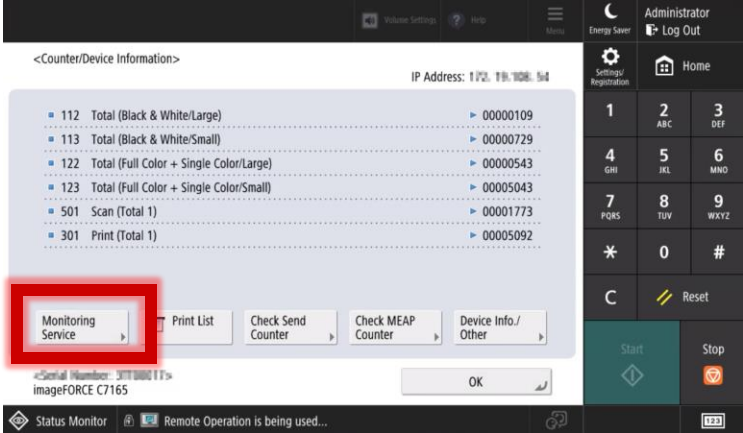 Volume Settings
Help
Menu
Energy Saver
Administrator
Log Out
<Counter/Device Information>
IP Address:
Settings/
Registration
Home
112 Total (Black & White/Large) 00000109
113 Total (Black & White/Small) 00000729
122 Total (Full Color + Single Color/Large) 00000543
123 Total (Full Color + Single Color/Small) 00005043
501 Scan (Total 1) 00001773
301 Print (Total 1) 00005092
1
2 ABC
3 DEF
4 GHI
5 JKL
6 MNO
7 PQRS
8 TUV
9 WXYZ
* 0 #
C
Reset
Monitoring
Service
Print List
Check Send
Counter
Check MEAP
Counter
Device Info./
Other
Start
Stop
imageFORCE C7165
OK
Status Monitor
Remote Operation is being used...
123